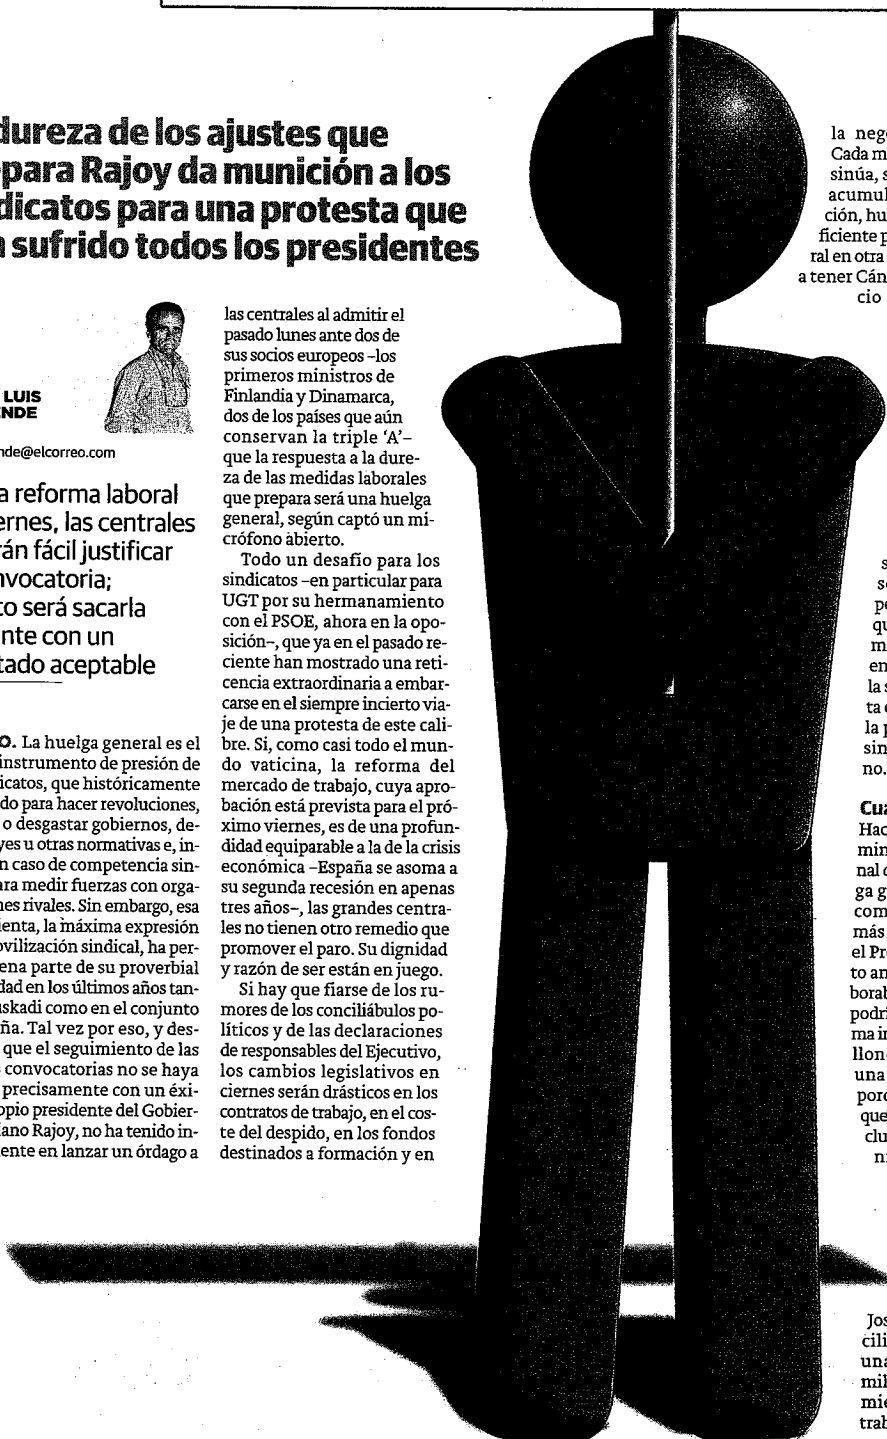 dureza de los ajustes que
para Rajoy da munición a los
dicatos para una protesta que
sufrido todos los presidentes
LUIS
NDE
nde@elcorreo.com
a reforma laboral
ernes, las centrales
rán fácil justificar
nvocatoria;
to será sacarla
nte con un
tado aceptable
O. La huelga general es el
instrumento de presión de
icatos, que históricamente
do para hacer revoluciones,
o desgastar gobiernos, de-
yes u otras normativas e, in-
n caso de competencia sin-
ara medir fuerzas con orga-
nes rivales. Sin embargo, esa
ienta, la máxima expresión
ovilización sindical, ha per-
ena parte de su proverbial
dad en los últimos años tan-
uskadi como en el conjunto
ña. Tal vez por eso, y des-
que el seguimiento de las
s convocatorias no se haya
precisamente con un éxi-
opio presidente del Gobier-
iano Rajoy, no ha tenido in-
ente en lanzar un órdago a
las centrales al admitir el
pasado lunes ante dos de
sus socios europeos –los
primeros ministros de
Finlandia y Dinamarca,
dos de los países que aún
conservan la triple ‘A’–
que la respuesta a la dure-
za de las medidas laborales
que prepara será una huelga
general, según captó un mi-
crófono abierto.
Todo un desafío para los
sindicatos –en particular para
UGT por su hermanamiento
con el PSOE, ahora en la opo-
sición–, que ya en el pasado re-
ciente han mostrado una reti-
cencia extraordinaria a embar-
carse en el siempre incierto via-
je de una protesta de este cali-
bre. Si, como casi todo el mun-
do vaticina, la reforma del
mercado de trabajo, cuya apro-
bación está prevista para el pró-
ximo viernes, es de una profun-
didad equiparable a la de la crisis
económica –España se asoma a
su segunda recesión en apenas
tres años–, las grandes centra-
les no tienen otro remedio que
promover el paro. Su dignidad
y razón de ser están en juego.
Si hay que fiarse de los ru-
mores de los conciliábulos po-
líticos y de las declaraciones
de responsables del Ejecutivo,
los cambios legislativos en
ciernes serán drásticos en los
contratos de trabajo, en el cos-
te del despido, en los fondos
destinados a formación y en
la nego
Cada m
sinúa, s
acumul
ción, hu
ficiente p
ral en otra
a tener Cán
cio
s
se
pe
qu
m
en
la s
ta e
la p
sin
no.
Cua
Hac
min
nal d
ga g
com
más
el Pr
to an
borab
podri
ma in
llon
una
porc
que
clu
n
Jos
cili
una
mil
mie
trab